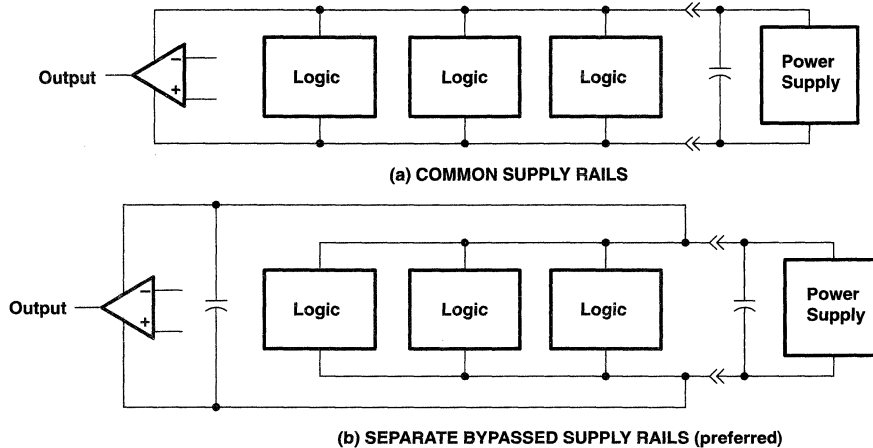 Output
−
+
Logic
Logic
Logic
Power
Supply
(a) COMMON SUPPLY RAILS
Output
−
+
Logic
Logic
Logic
Power
Supply
(b) SEPARATE BYPASSED SUPPLY RAILS (preferred)